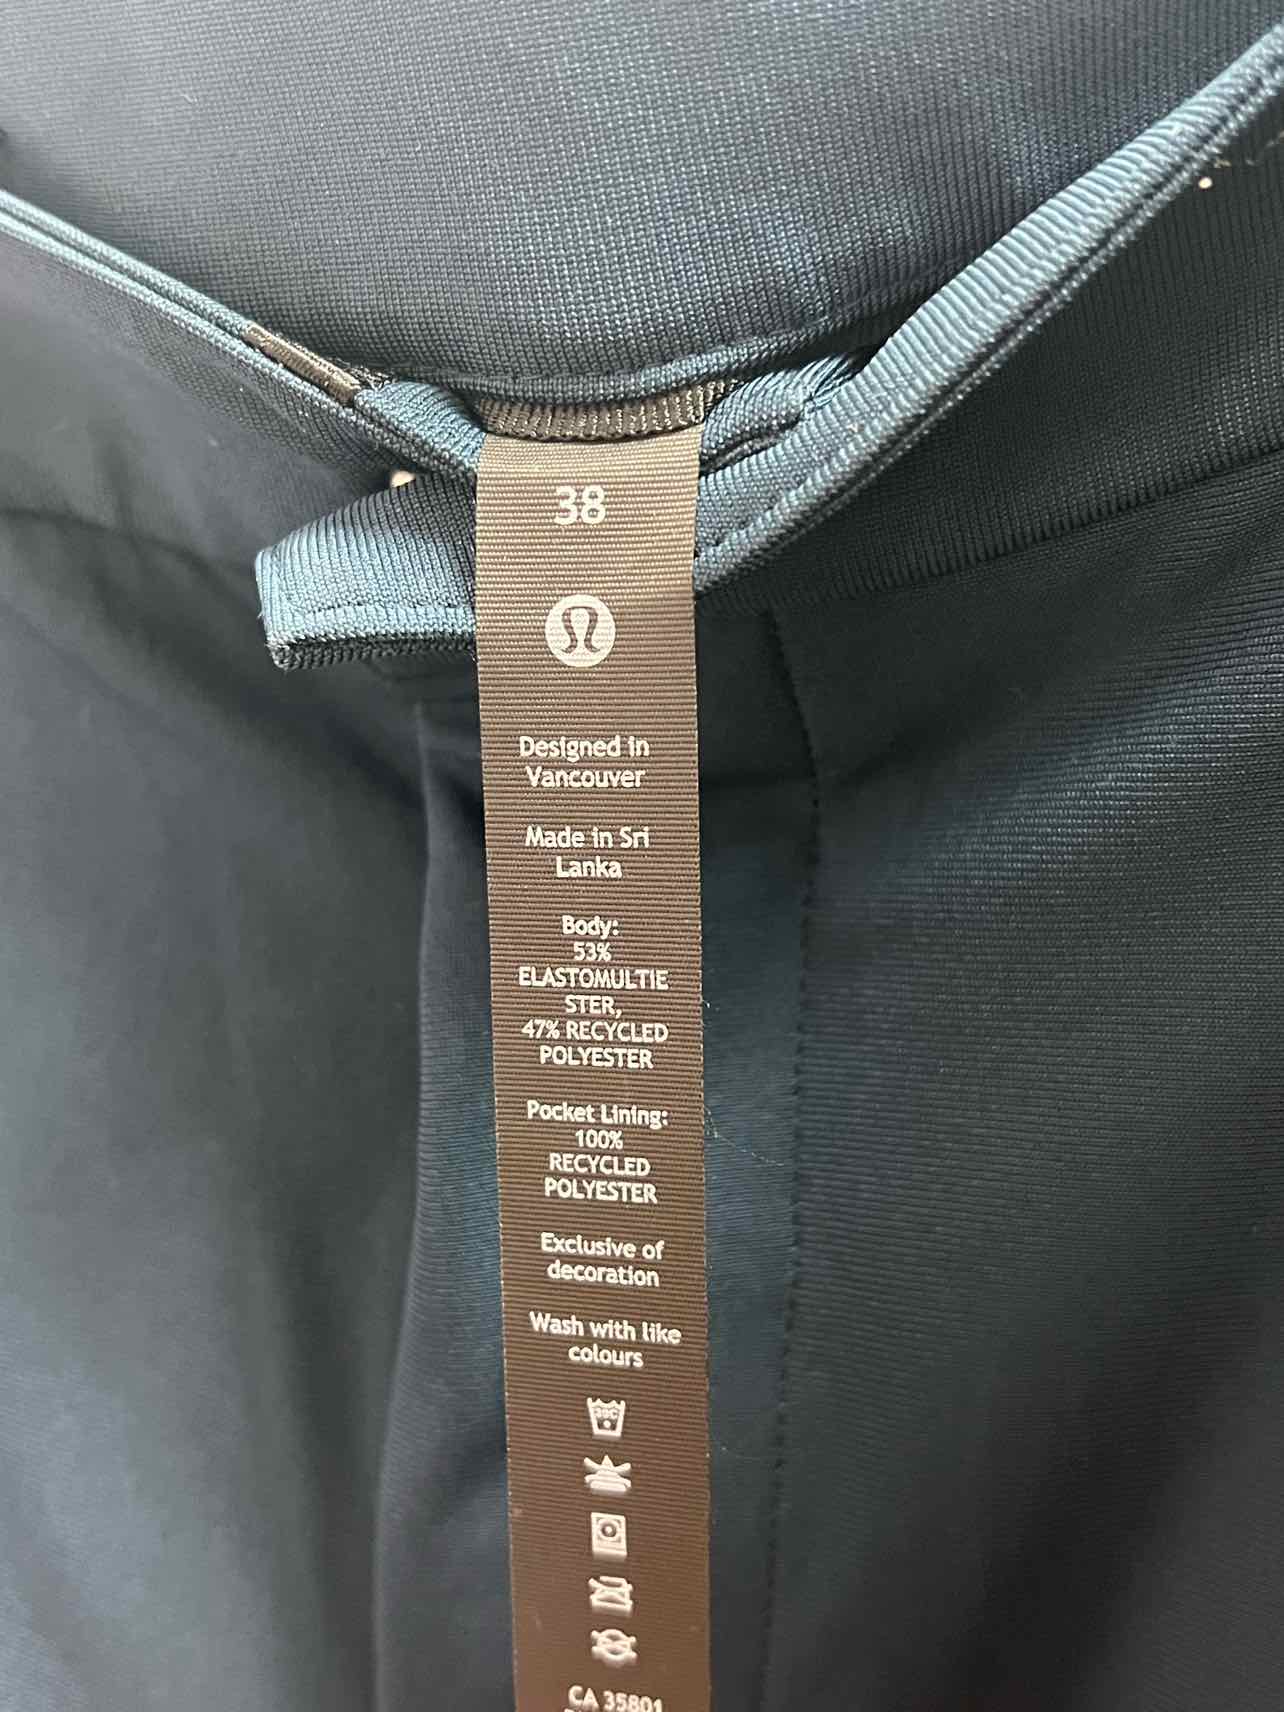 38
Designed in
Vancouver
Made in Sri
Lanka
Body:
53%
ELASTOMULTIE
STER,
47% RECYCLED
POLYESTER
Pocket Lining:
100%
RECYCLED
POLYESTER
Exclusive of
decoration
Wash with like
colours
30C
CA 35801